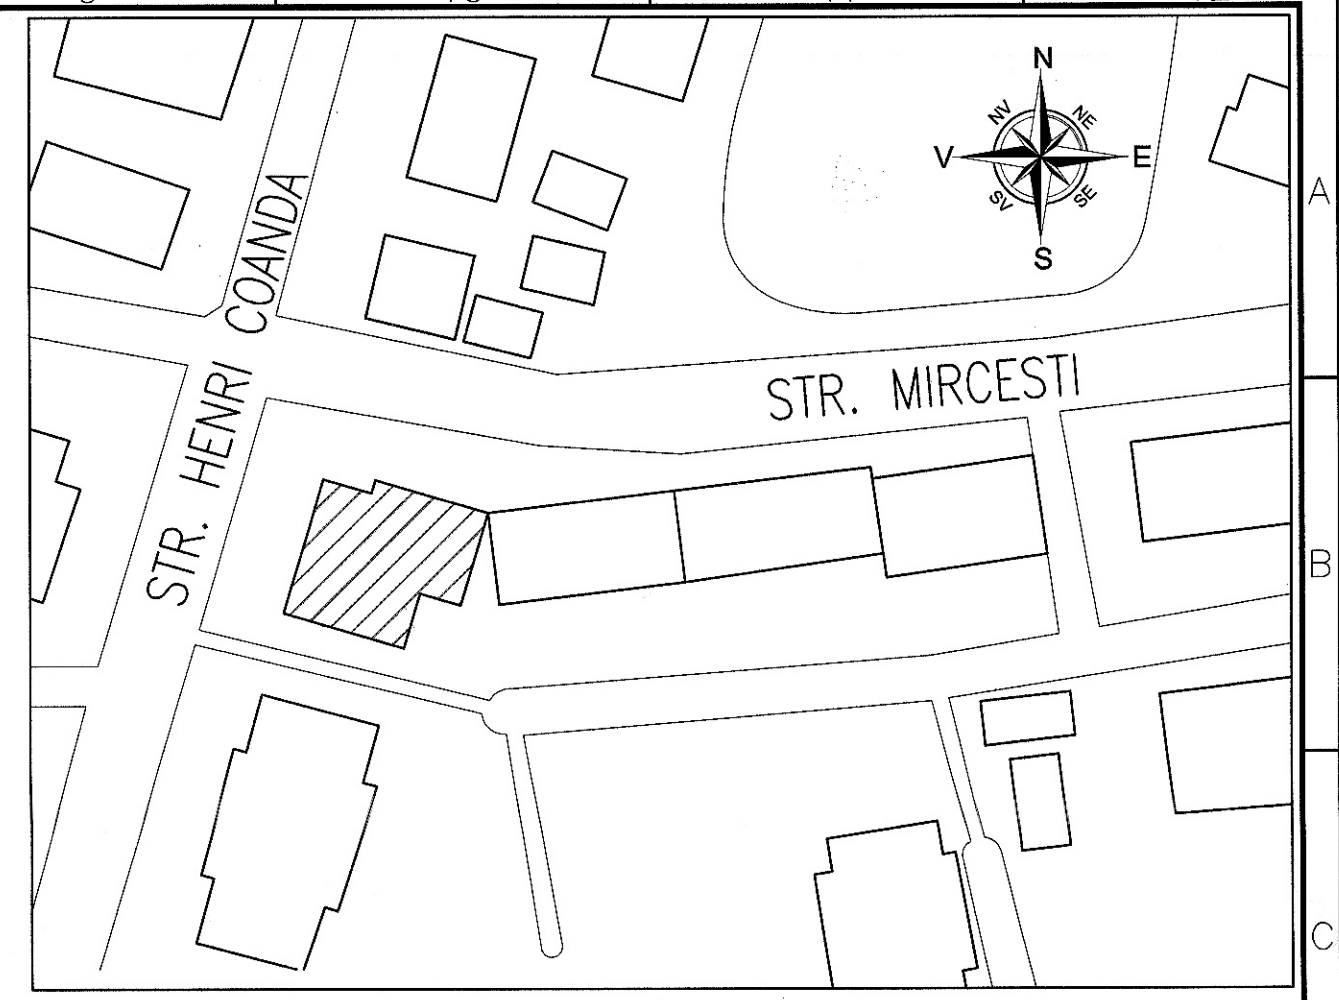 N
NV NE
V E
SV SE
S
A
STR. HENRI COANDA
STR. MIRCESTI
B
C